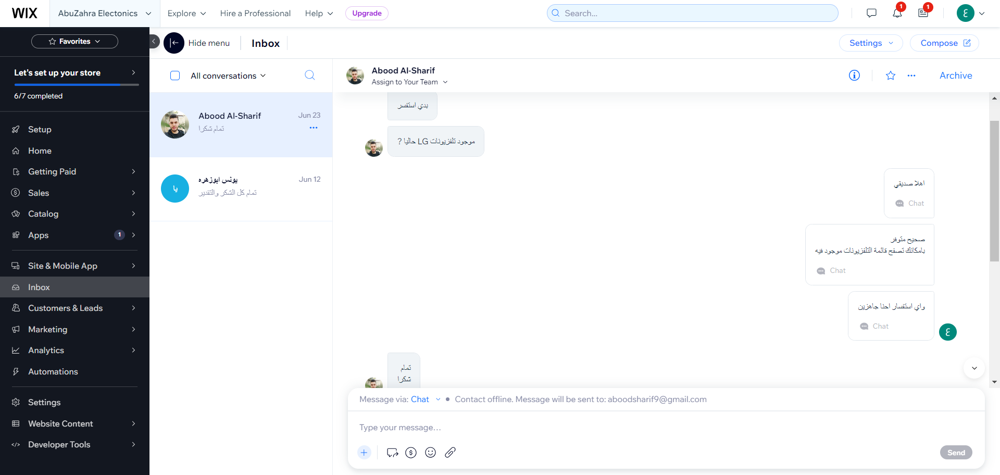 WIX
AbuZahra Electonics
Explore
Hire a Professional
Help
Upgrade
Search...
1
1
ع
Favorites
Hide menu
Inbox
Settings
Compose
Let's set up your store
6/7 completed
Setup
Home
Getting Paid
Sales
Catalog
Apps
1
Site & Mobile App
Inbox
Customers & Leads
Marketing
Analytics
Automations
Settings
Website Content
Developer Tools
All conversations
Abood Al-Sharif
Jun 23
تمام شكرا
يا
يونس ابوزهره
Jun 12
تمام كل الشكر والتقدير
Abood Al-Sharif
Assign to Your Team
Archive
بدي استفسر
موجود تلفزيونات LG حاليا ?
اهلا صديقي
Chat
صحيح متوفر
بامكانك تصفح قائمة التلفزيونات موجود فيه
Chat
واي استفسار احنا جاهزين
Chat
ع
تمام
شكرا
Message via: Chat
Contact offline. Message will be sent to: aboodsharif9@gmail.com
Type your message...
Send